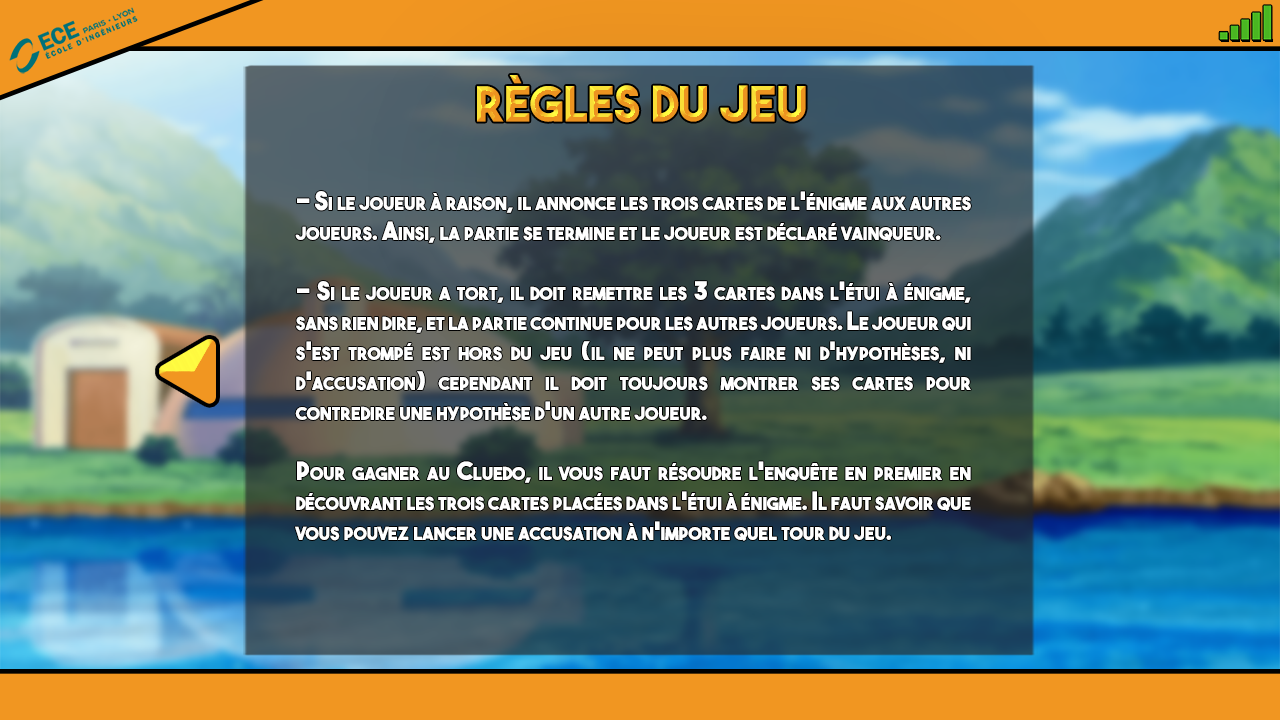 ECE PARIS - LYON
ÉCOLE D'INGÉNIEURS
RÈGLES DU JEU
- Si le joueur à raison, il annonce les trois cartes de l'énigme aux autres
joueurs. Ainsi, la partie se termine et le joueur est déclaré vainqueur.
- Si le joueur a tort, il doit remettre les 3 cartes dans l'étui à énigme,
sans rien dire, et la partie continue pour les autres joueurs. Le joueur qui
s'est trompé est hors du jeu (il ne peut plus faire ni d'hypothèses, ni
d'accusation) cependant il doit toujours montrer ses cartes pour
contredire une hypothèse d'un autre joueur.
Pour gagner au Cluedo, il vous faut résoudre l'enquête en premier en
découvrant les trois cartes placées dans l'étui à énigme. Il faut savoir que
vous pouvez lancer une accusation à n'importe quel tour du jeu.